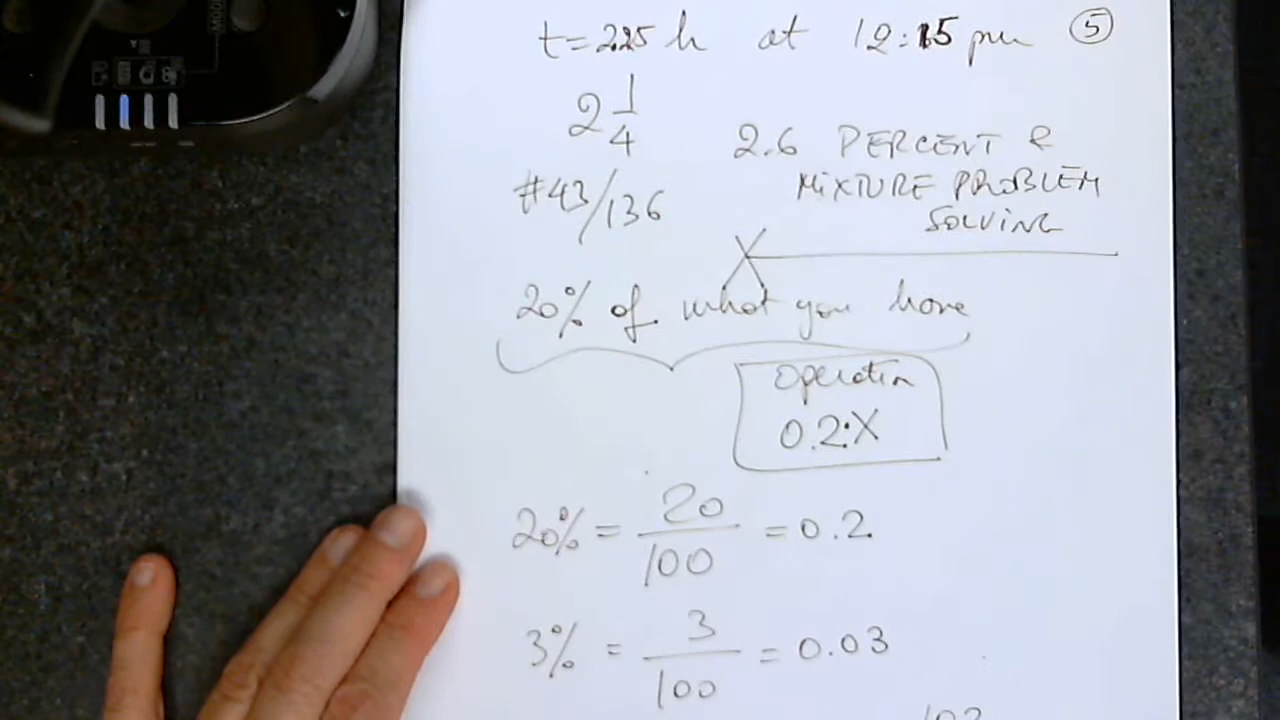 t=2.25 h at 12:15 pm ⑤
2 1/4
2.6 PERCENT &
MIXTURE PROBLEM
SOLVING
#43/136
X
20% of what you have
Operation
0.2·X
20% = 20/100 = 0.2
3% = 3/100 = 0.03